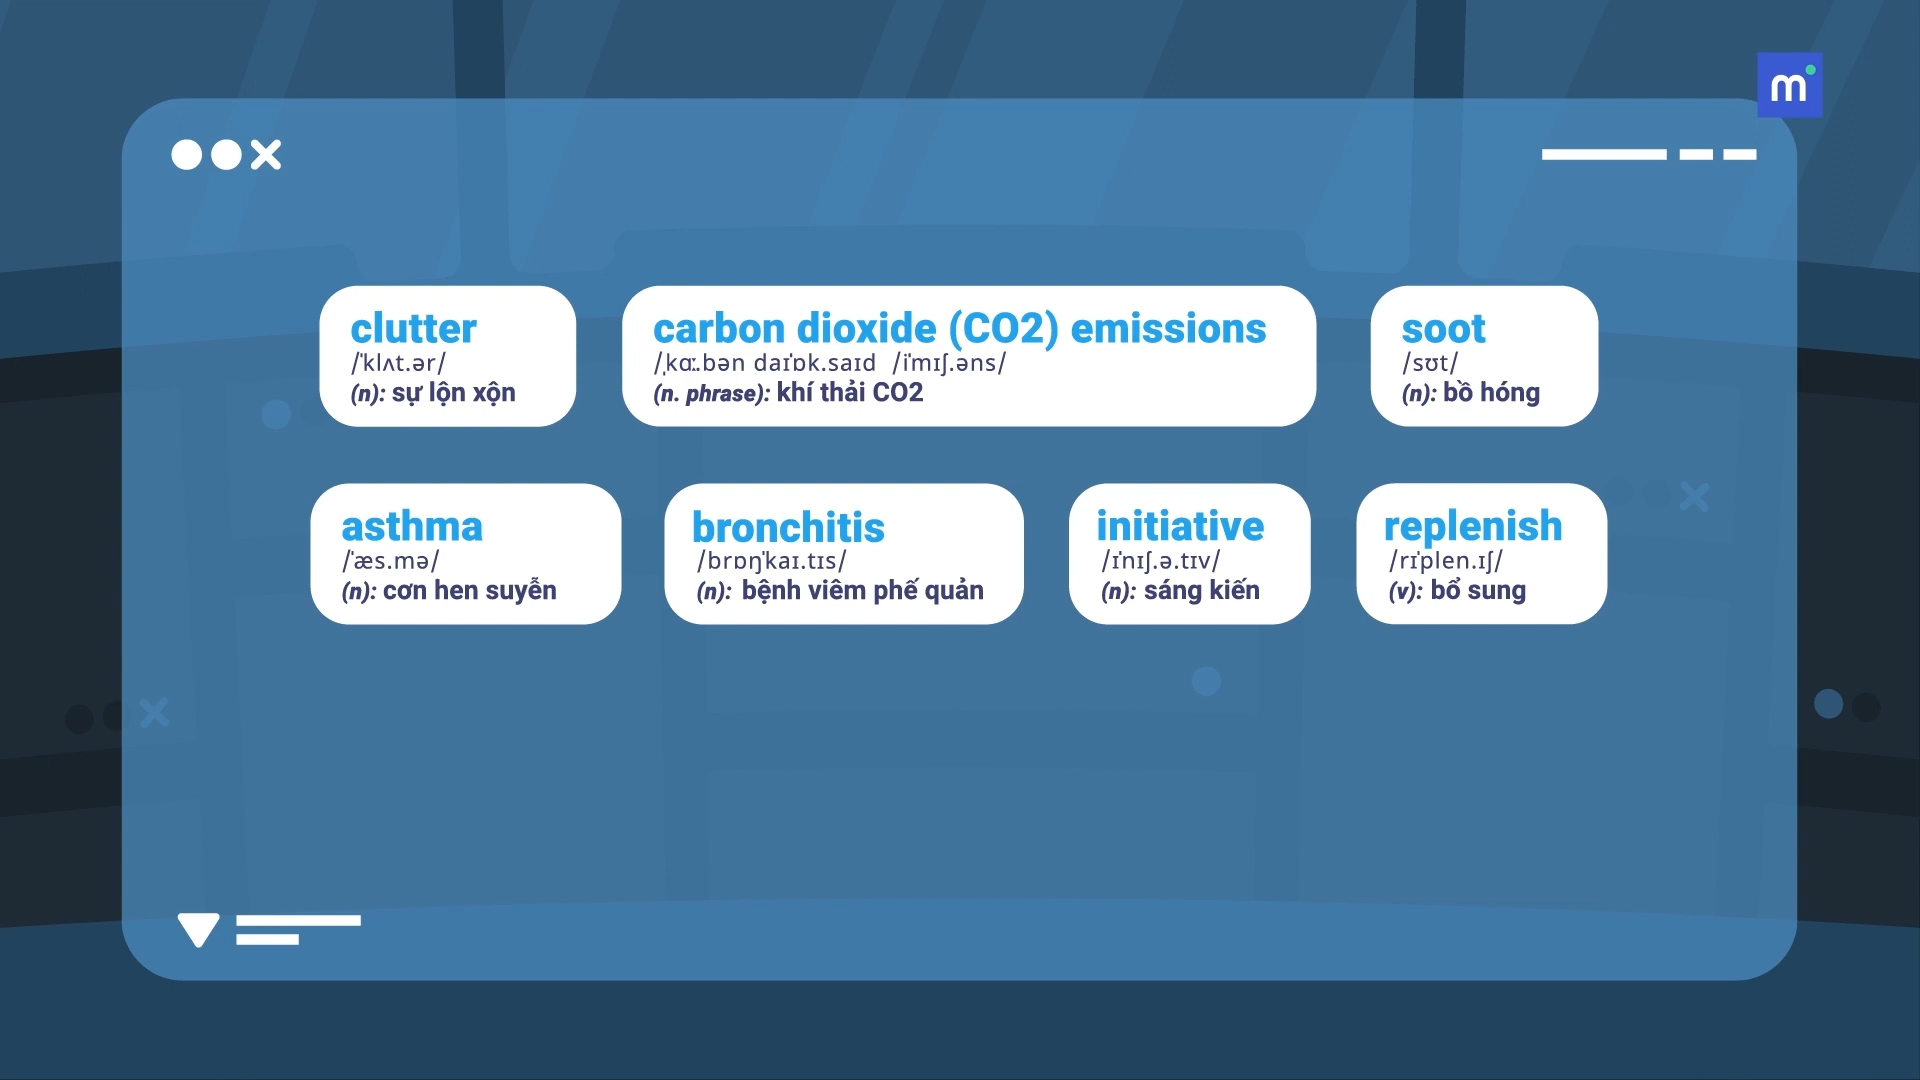 m
clutter
/ˈklʌt.ər/
(n): sự lộn xộn
carbon dioxide (CO2) emissions
/ˌkɑː.bən daɪˈɒk.saɪd /iˈmɪʃ.əns/
(n. phrase): khí thải CO2
soot
/sʊt/
(n): bồ hóng
asthma
/ˈæs.mə/
(n): cơn hen suyễn
bronchitis
/brɒŋˈkaɪ.tɪs/
(n): bệnh viêm phế quản
initiative
/ɪˈnɪʃ.ə.tɪv/
(n): sáng kiến
replenish
/rɪˈplen.ɪʃ/
(v): bổ sung